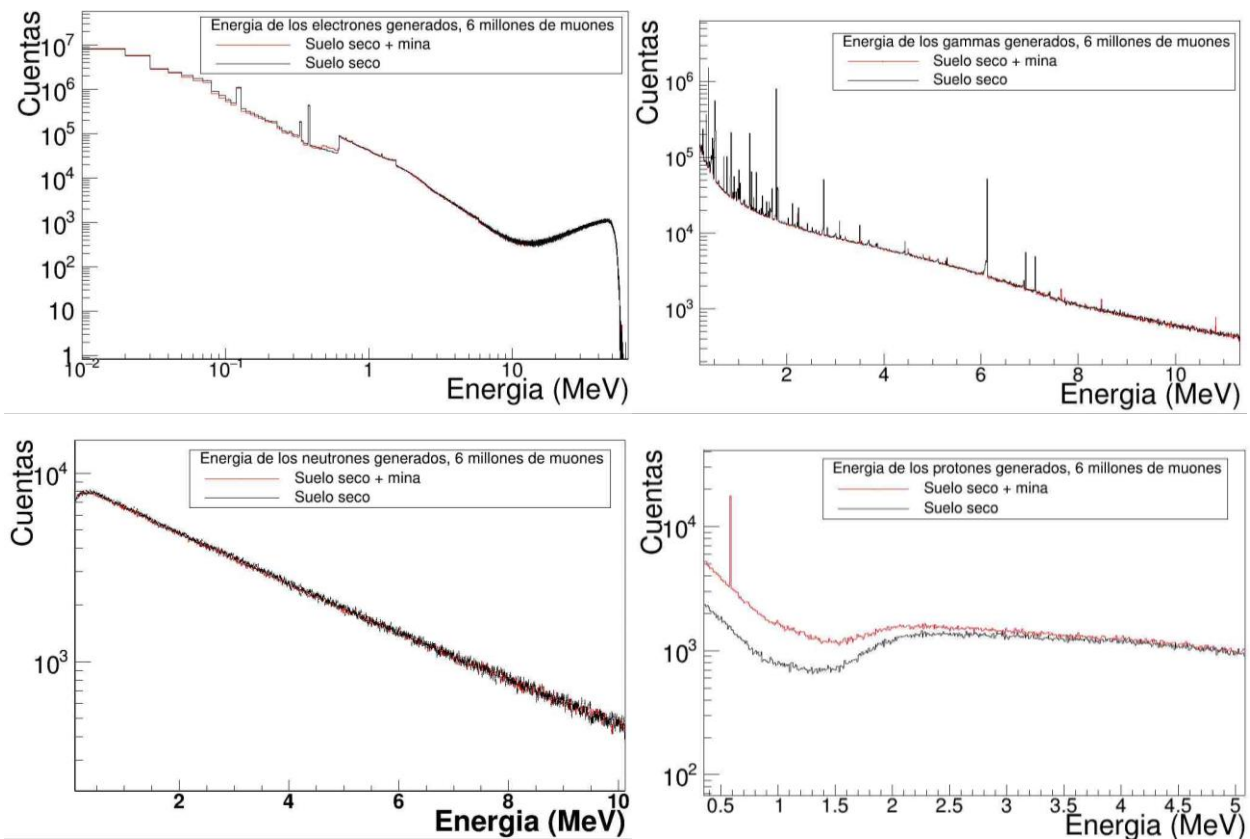 Energia de los electrones generados, 6 millones de muones
Suelo seco + mina
Suelo seco
Cuentas
10^7
10^6
10^5
10^4
10^3
10^2
10
1
10^-2
10^-1
1
10
Energia (MeV)
Energia de los gammas generados, 6 millones de muones
Suelo seco + mina
Suelo seco
Cuentas
10^6
10^5
10^4
10^3
2
4
6
8
10
Energia (MeV)
Energia de los neutrones generados, 6 millones de muones
Suelo seco + mina
Suelo seco
Cuentas
10^4
10^3
2
4
6
8
10
Energia (MeV)
Energia de los protones generados, 6 millones de muones
Suelo seco + mina
Suelo seco
Cuentas
10^4
10^3
10^2
0.5
1
1.5
2
2.5
3
3.5
4
4.5
5
Energia (MeV)